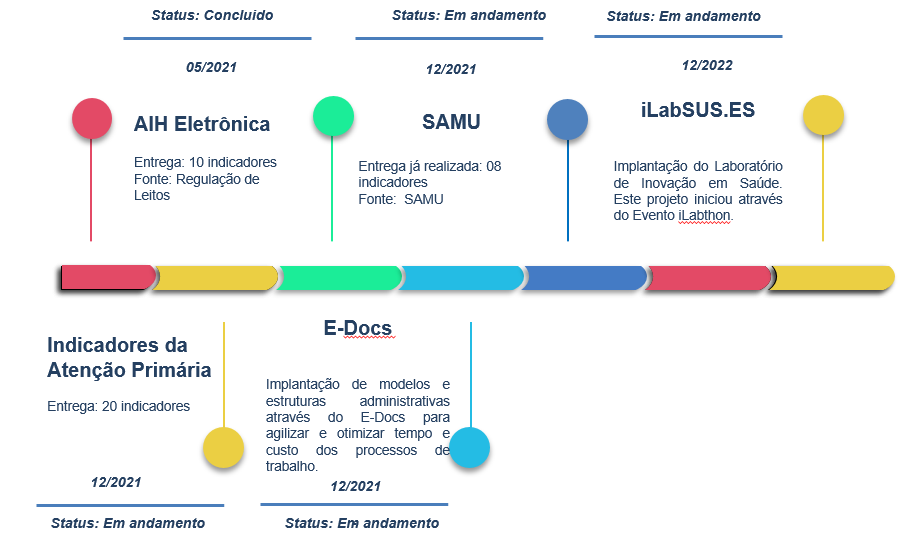 Status: Concluido
05/2021
AIH Eletrônica
Entrega: 10 indicadores
Fonte: Regulação de
Leitos
Status: Em andamento
12/2021
SAMU
Entrega já realizada: 08
indicadores
Fonte: SAMU
Status: Em andamento
12/2022
iLabSUS.ES
Implantação do Laboratório
de Inovação em Saúde.
Este projeto iniciou através
do Evento iLabthon.
Indicadores da
Atenção Primária
Entrega: 20 indicadores
12/2021
Status: Em andamento
E-Docs
Implantação de modelos e
estruturas administrativas
através do E-Docs para
agilizar e otimizar tempo e
custo dos processos de
trabalho.
12/2021
Status: Em andamento